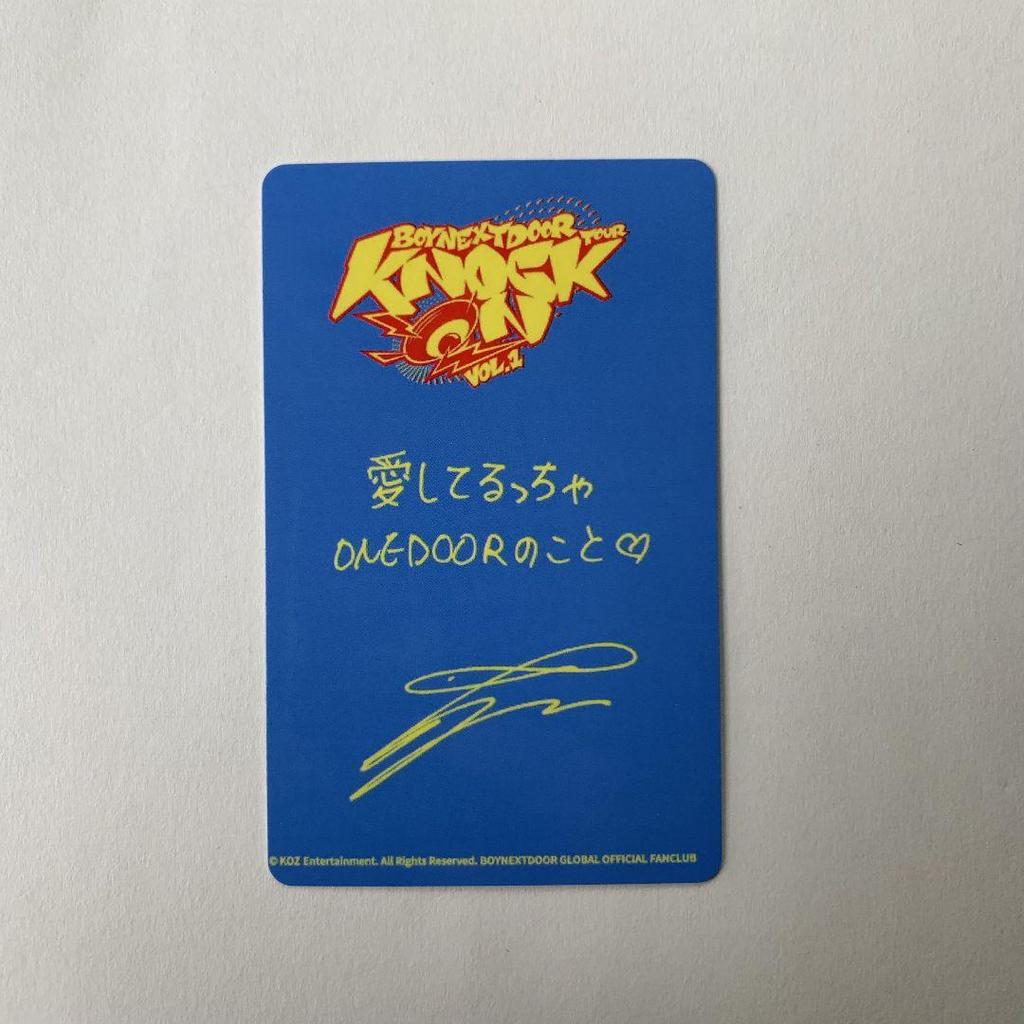 BOYNEXTDOOR TOUR
KNOCK
ON
VOL.1
愛してるっちゃ
ONEDOORのこと♡
© KOZ Entertainment. All Rights Reserved. BOYNEXTDOOR GLOBAL OFFICIAL FANCLUB